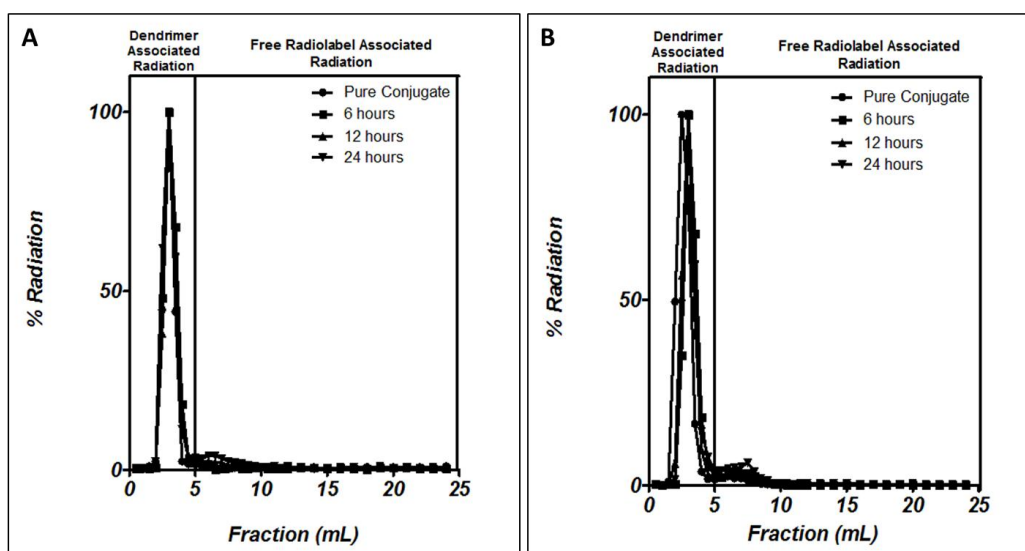 A
Dendrimer
Associated
Radiation
Free Radiolabel Associated
Radiation
Pure Conjugate
6 hours
12 hours
24 hours
100
50
0
% Radiation
0 5 10 15 20 25
Fraction (mL)
B
Dendrimer
Associated
Radiation
Free Radiolabel Associated
Radiation
Pure Conjugate
6 hours
12 hours
24 hours
100
50
0
% Radiation
0 5 10 15 20 25
Fraction (mL)